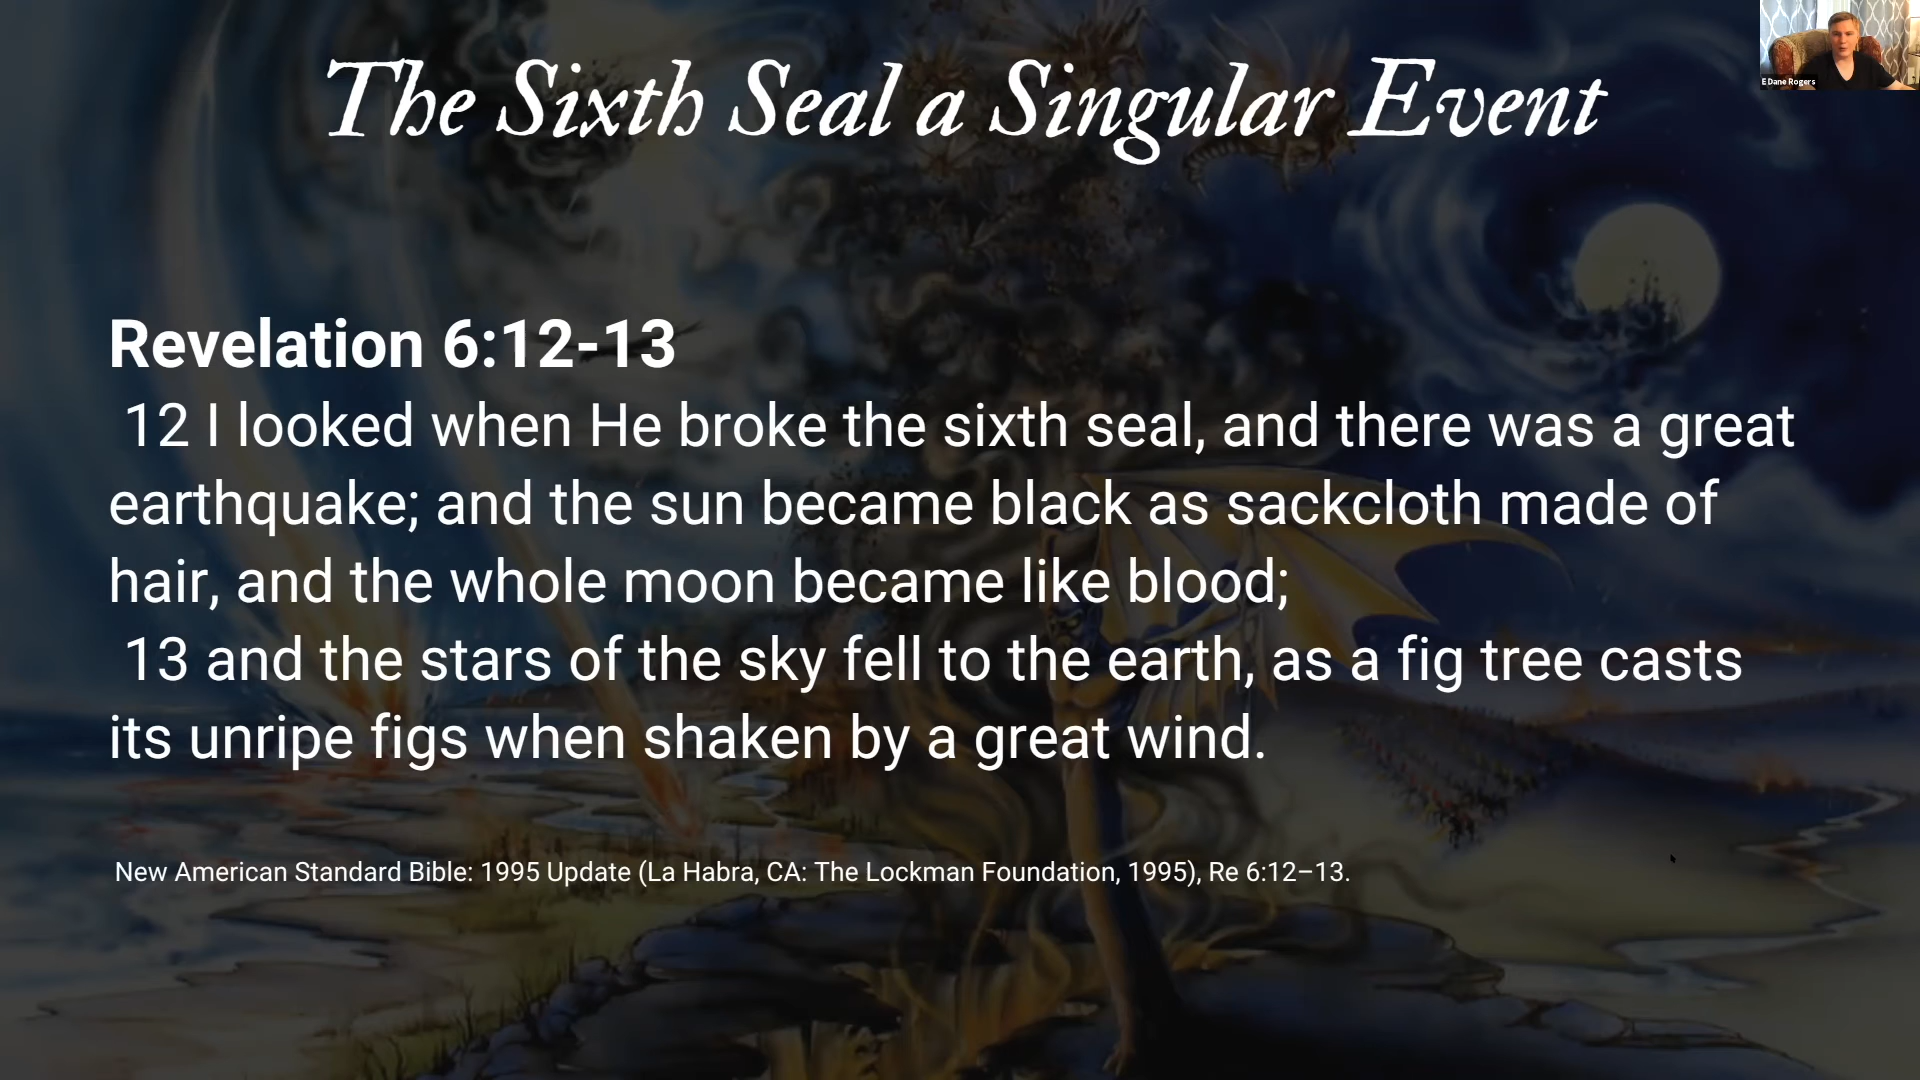 The Sixth Seal a Singular Event
E Dane Rogers
Revelation 6:12-13
12 I looked when He broke the sixth seal, and there was a great
earthquake; and the sun became black as sackcloth made of
hair, and the whole moon became like blood;
13 and the stars of the sky fell to the earth, as a fig tree casts
its unripe figs when shaken by a great wind.
New American Standard Bible: 1995 Update (La Habra, CA: The Lockman Foundation, 1995), Re 6:12–13.